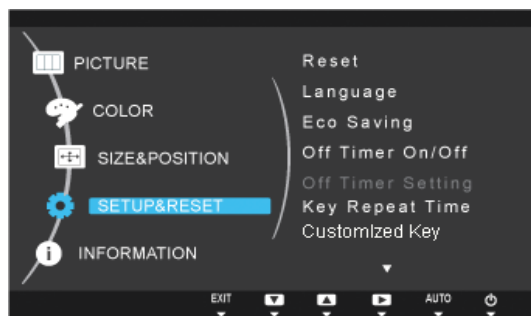 PICTURE
COLOR
SIZE&POSITION
SETUP&RESET
INFORMATION
Reset
Language
Eco Saving
Off Timer On/Off
Off Timer Setting
Key Repeat Time
Customized Key
EXIT
AUTO